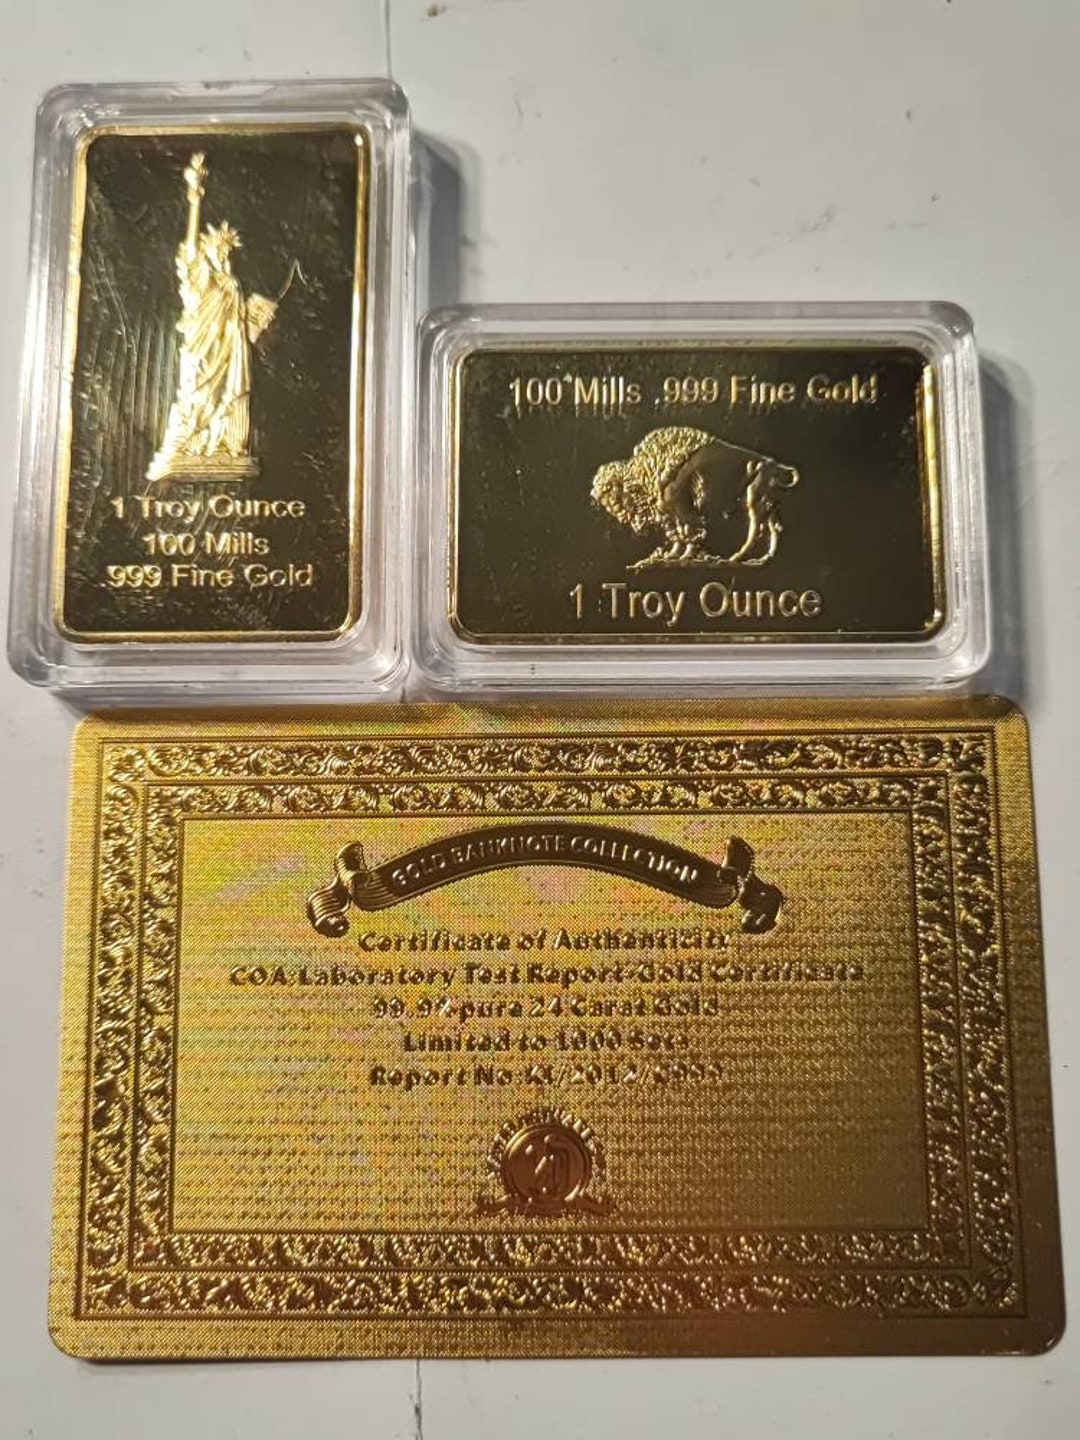 1 Troy Ounce
100 Mills
.999 Fine Gold
100 Mills .999 Fine Gold
1 Troy Ounce
GOLD BANKNOTE COLLECTION
Certificate of Authenticity
COA:Laboratory Test Report-Gold Certificate
99.9% pure 24 Carat Gold
Limited to 1000 Sets
Report No: